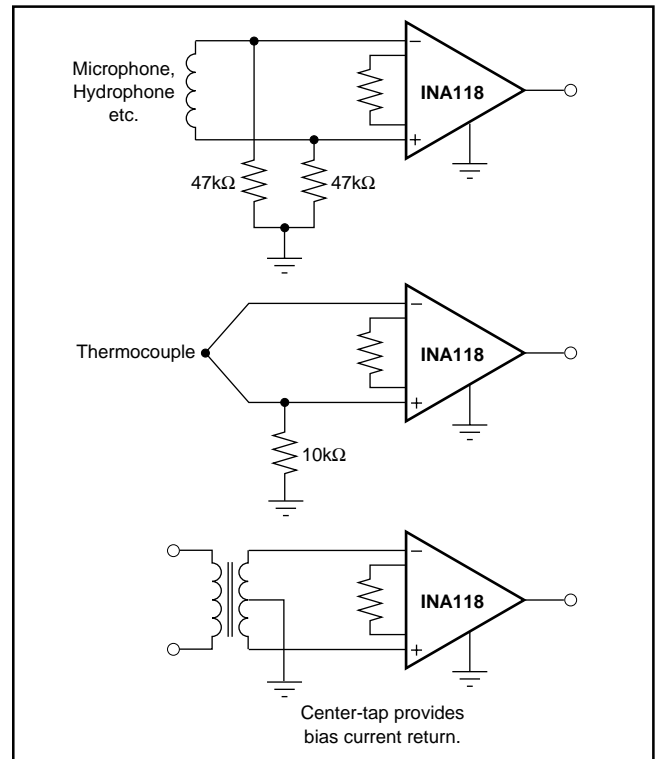 Microphone,
Hydrophone
etc.
−
INA118
+
47kΩ
47kΩ
Thermocouple
−
INA118
+
10kΩ
−
INA118
+
Center-tap provides
bias current return.